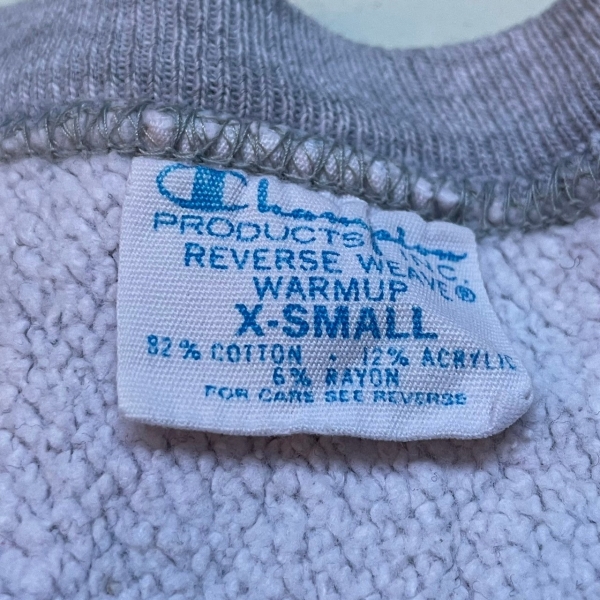 Champion
PRODUCTS INC.
REVERSE WEAVE®
WARMUP
X-SMALL
82% COTTON . 12% ACRYLIC
6% RAYON
FOR CARE SEE REVERSE